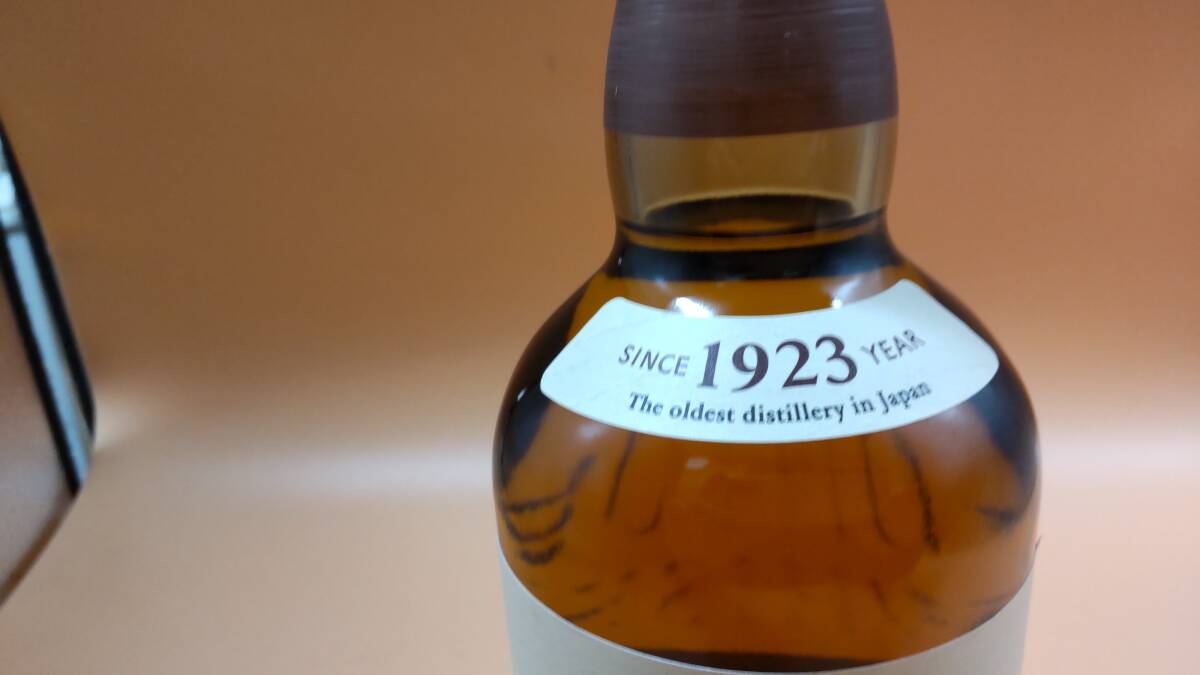 SINCE 1923 YEAR
The oldest distillery in Japan